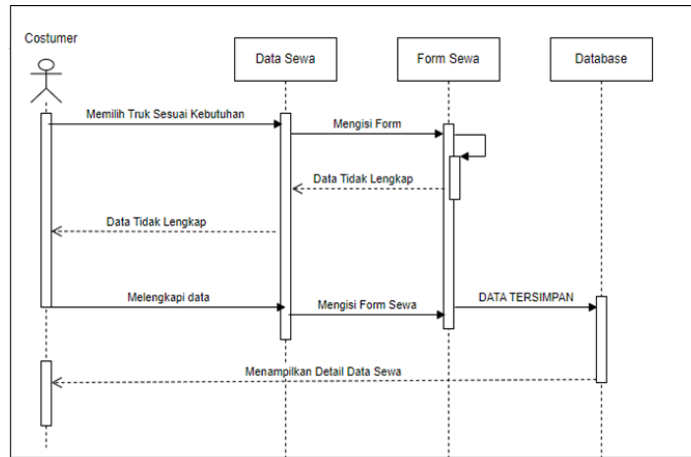 Costumer
Data Sewa
Form Sewa
Database
Memilih Truk Sesuai Kebutuhan
Mengisi Form
Data Tidak Lengkap
Data Tidak Lengkap
Melengkapi data
Mengisi Form Sewa
DATA TERSIMPAN
Menampilkan Detail Data Sewa